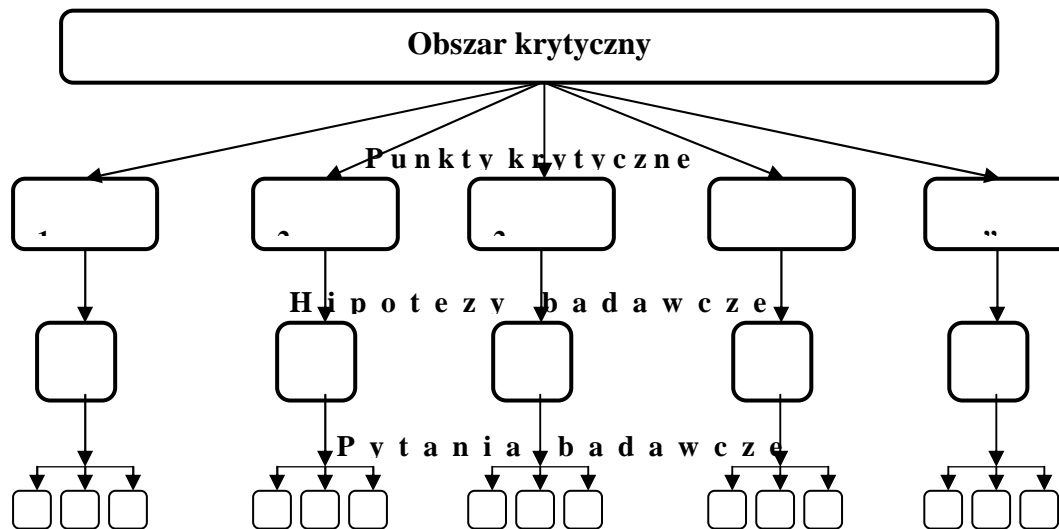 Obszar krytyczny
Punkty krytyczne
Hipotezy badawcze
Pytania badawcze